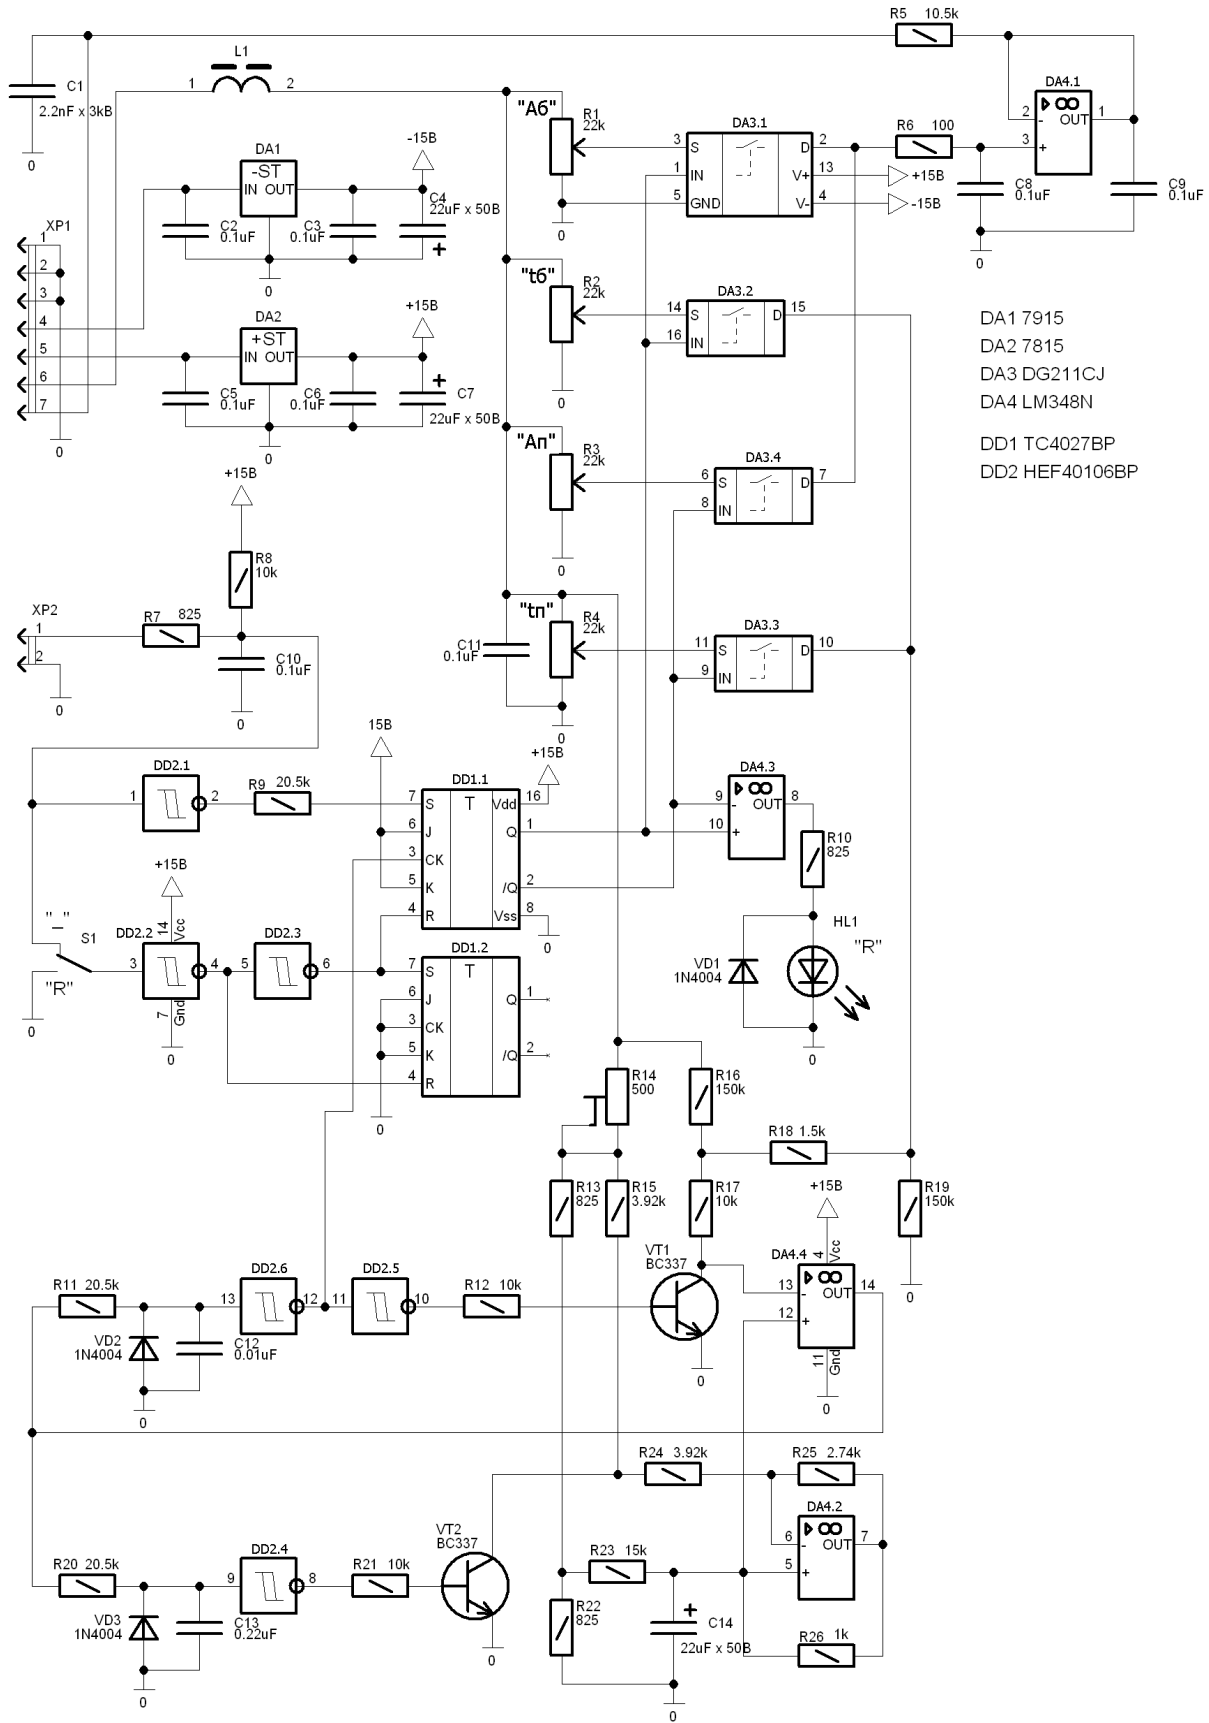 R5 10.5k
C1
2.2nF x 3kB
0
L1
1 2
DA4.1
2 - OUT 1
3 +
"Aб"
R1
22k
DA3.1
3 S D 2
1 IN V+ 13
5 GND V- 4
+15B
-15B
0
R6 100
C8
0.1uF
C9
0.1uF
0
-15B
DA1
-ST
IN OUT
C2
0.1uF
C3
0.1uF
C4
22uF x 50B
+
0
XP1
1
2
3
4
5
6
7
0
"tб"
R2
22k
DA3.2
14 S D 15
16 IN
0
+15B
DA2
+ST
IN OUT
C5
0.1uF
C6
0.1uF
+
C7
22uF x 50B
0
DA1 7915
DA2 7815
DA3 DG211CJ
DA4 LM348N
DD1 TC4027BP
DD2 HEF40106BP
"Aп"
R3
22k
DA3.4
6 S D 7
8 IN
0
+15B
R8
10k
XP2
1
2
0
R7 825
C10
0.1uF
0
"tп"
R4
22k
C11
0.1uF
DA3.3
11 S D 10
9 IN
0
DD2.1
1 2
R9 20.5k
15B
+15B
DD1.1
7 S T Vdd 16
6 J Q 1
3 CK
5 K /Q 2
4 R Vss 8
0
DA4.3
9 - OUT 8
10 +
R10
825
+15B
"_"
"R"
S1
0
DD2.2
14 Vcc
3 4
7 Gnd
0
DD2.3
5 6
DD1.2
7 S T
6 J Q 1
3 CK
5 K /Q 2
4 R
0
VD1
1N4004
HL1
"R"
0
R14
500
R16
150k
R18 1.5k
R13
825
R15
3.92k
R17
10k
+15B
R19
150k
0
VT1
BC337
0
DA4.4
4 Vcc
13 - OUT 14
12 +
11 Gnd
0
R11 20.5k
VD2
1N4004
C12
0.01uF
0
DD2.6
13 12
DD2.5
11 10
R12 10k
R24 3.92k
R25 2.74k
DA4.2
6 - OUT 7
5 +
R26 1k
R20 20.5k
VD3
1N4004
C13
0.22uF
0
DD2.4
9 8
R21 10k
VT2
BC337
0
R23 15k
R22
825
+
C14
22uF x 50B
0